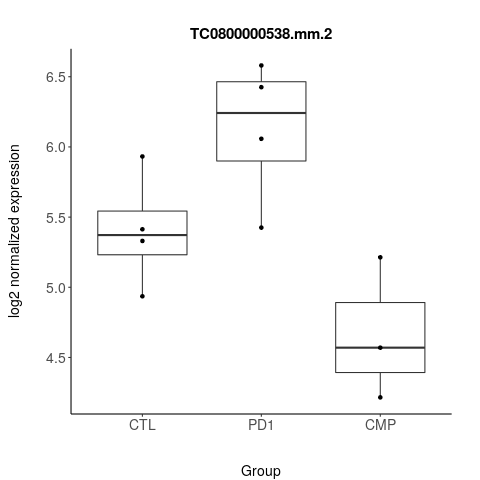 TC0800000538.mm.2
log2 normalized expression
6.5
6.0
5.5
5.0
4.5
CTL PD1 CMP
Group